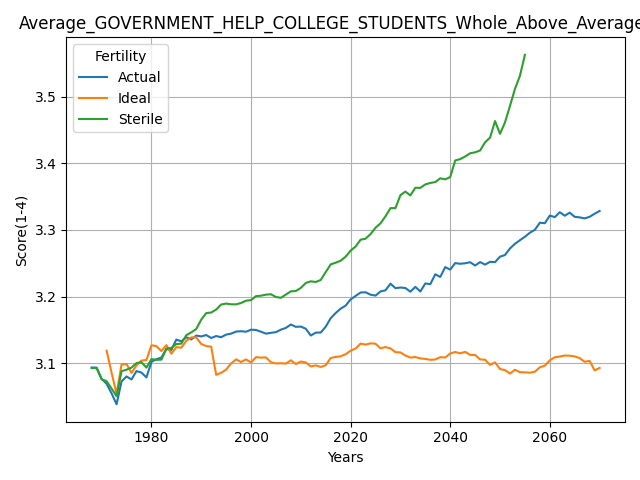 Average_GOVERNMENT_HELP_COLLEGE_STUDENTS_Whole_Above_Average
Fertility
Actual
Ideal
Sterile
3.5
3.4
3.3
3.2
3.1
Score(1-4)
1980 2000 2020 2040 2060
Years